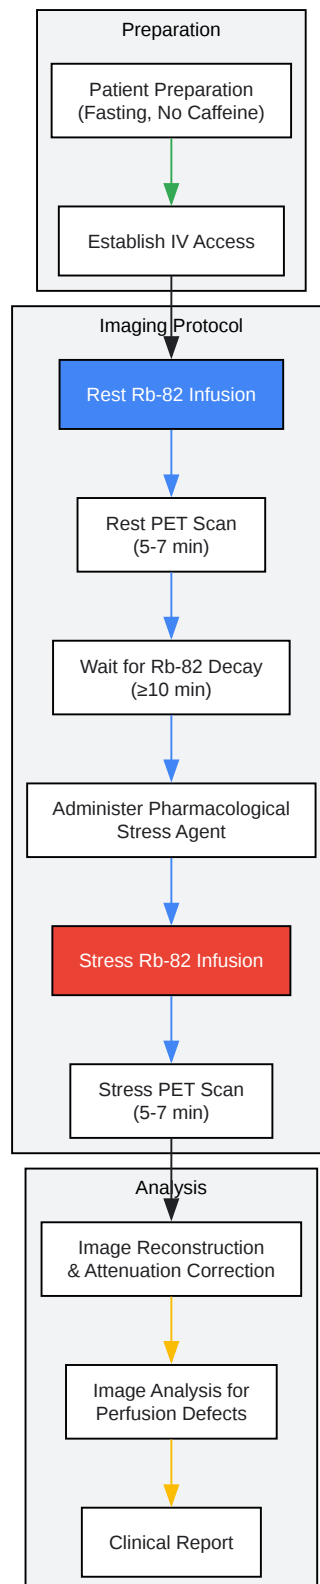 Preparation
Patient Preparation
(Fasting, No Caffeine)
Establish IV Access
Imaging Protocol
Rest Rb-82 Infusion
Rest PET Scan
(5-7 min)
Wait for Rb-82 Decay
(≥10 min)
Administer Pharmacological
Stress Agent
Stress Rb-82 Infusion
Stress PET Scan
(5-7 min)
Analysis
Image Reconstruction
& Attenuation Correction
Image Analysis for
Perfusion Defects
Clinical Report